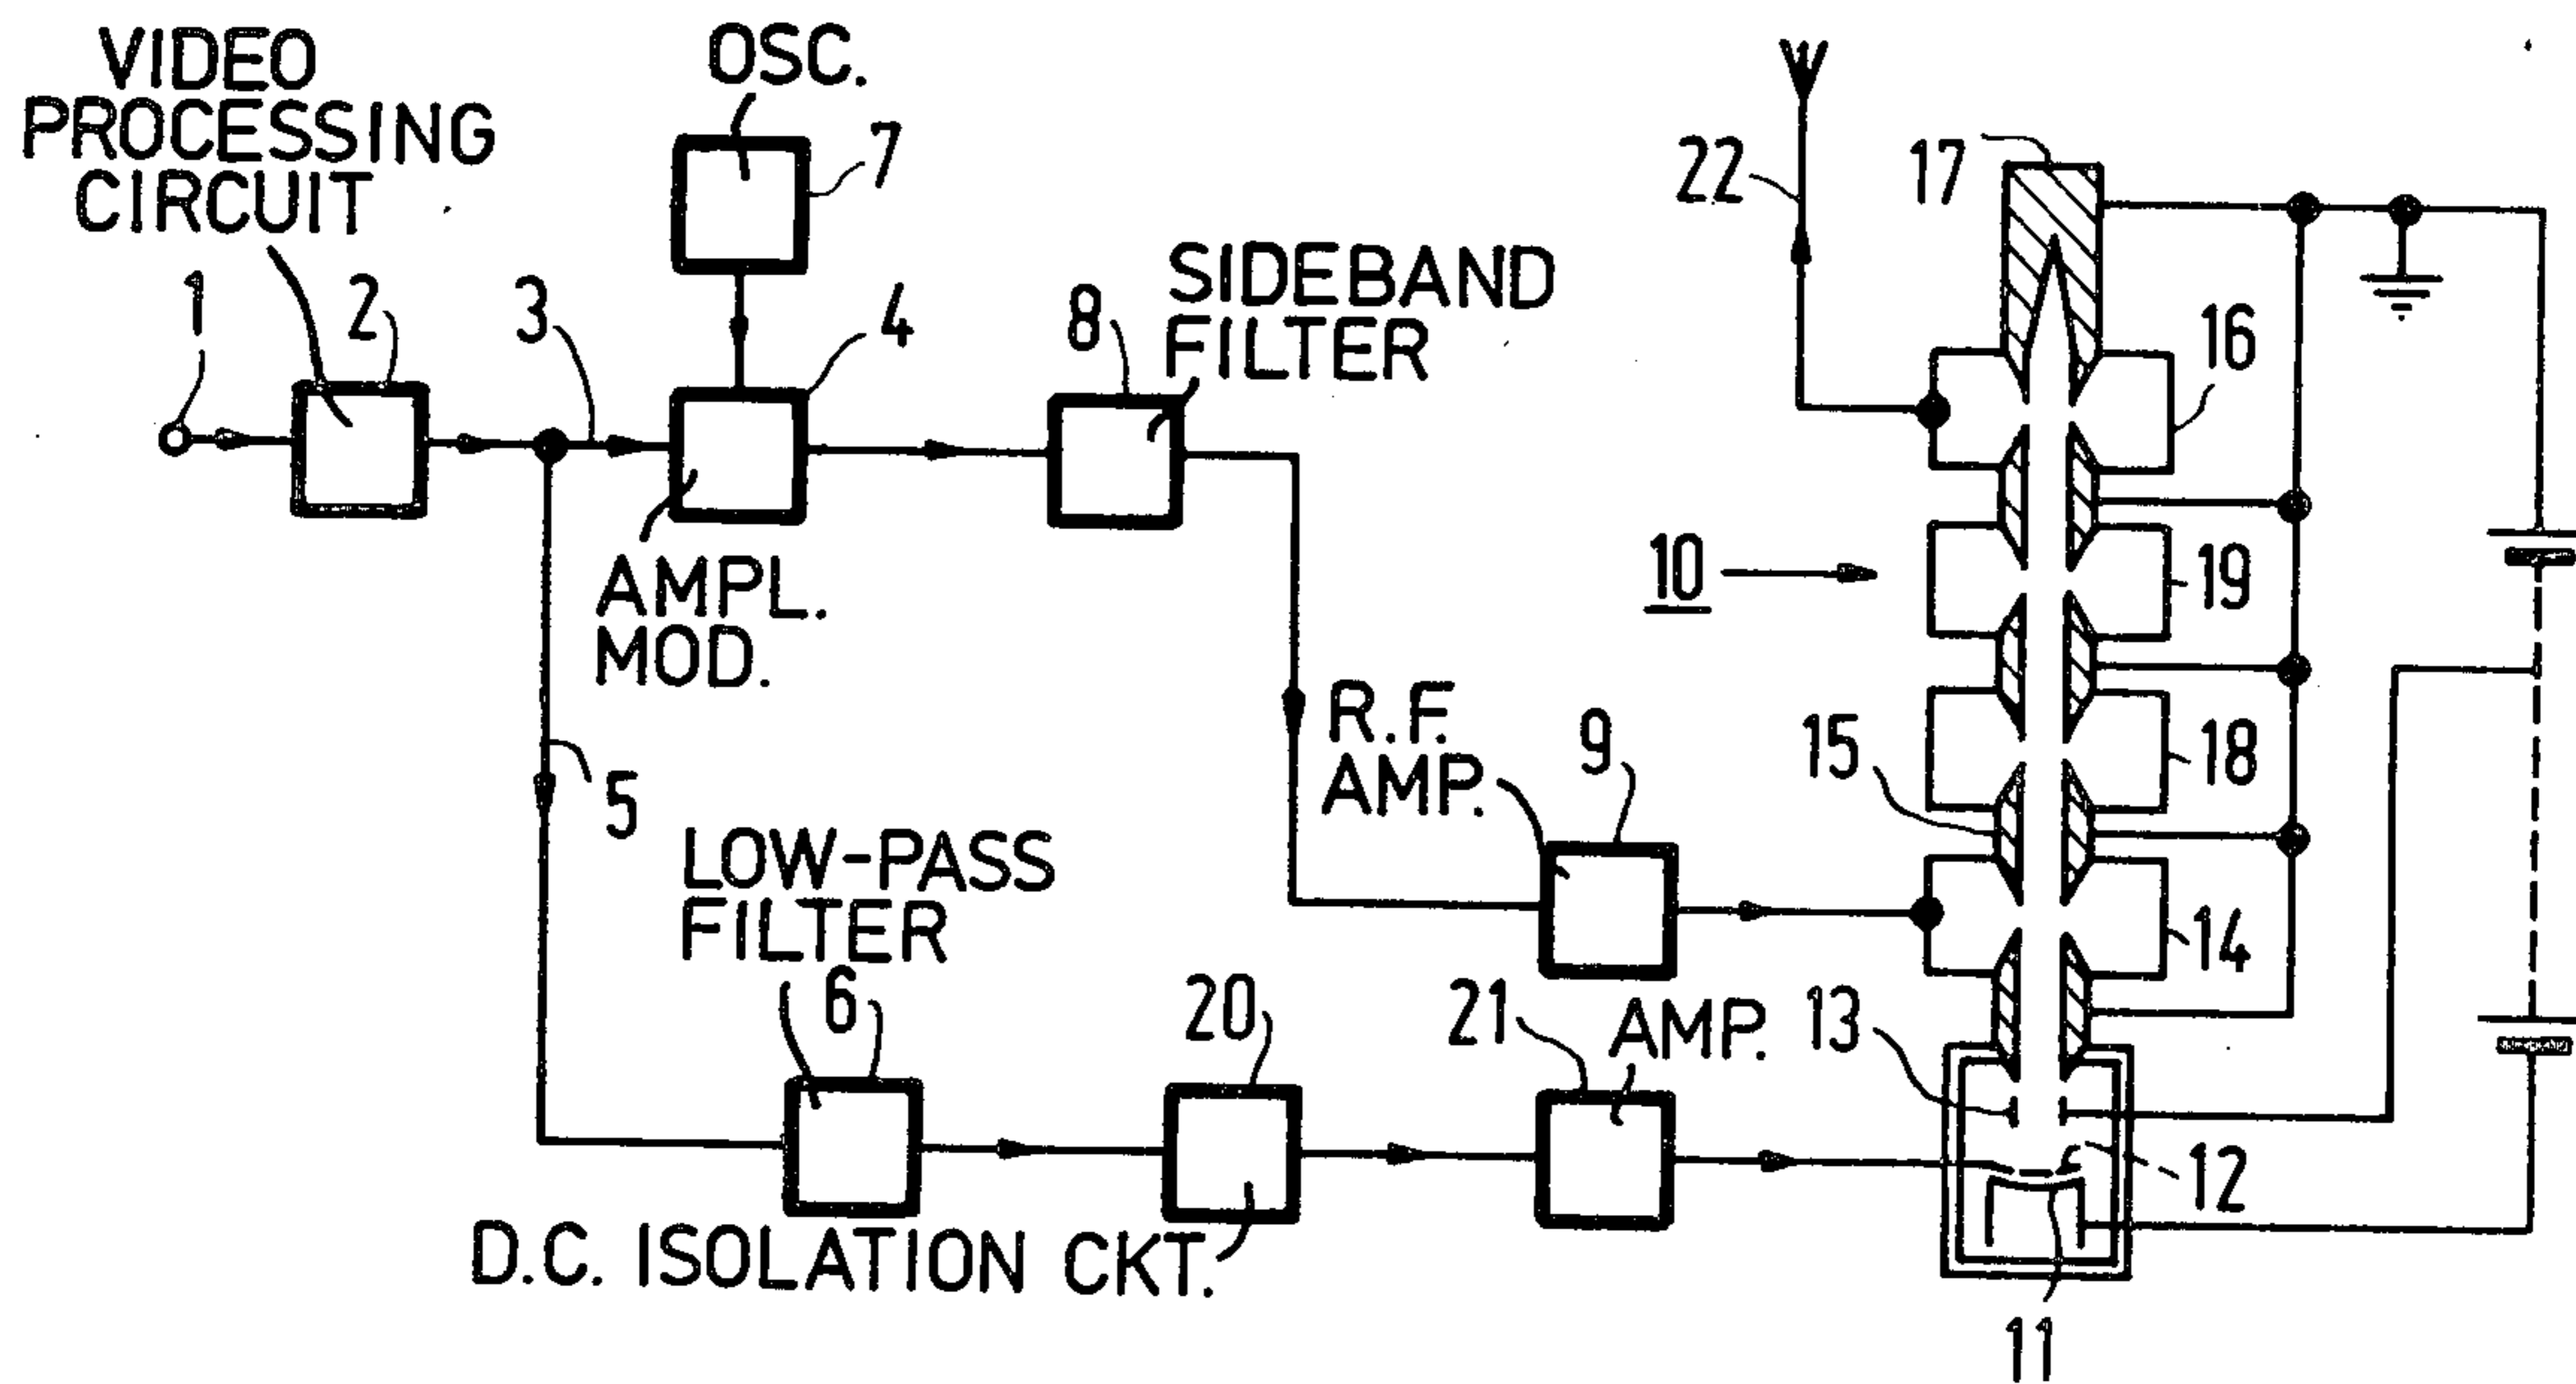 VIDEO
PROCESSING
CIRCUIT
OSC.
1
2
3
7
4
8
SIDEBAND
FILTER
AMPL.
MOD.
5
LOW-PASS
FILTER
6
R.F.
AMP.
9
20
D.C. ISOLATION CKT.
21
AMP.
10
22
17
16
19
18
15
14
13
12
11